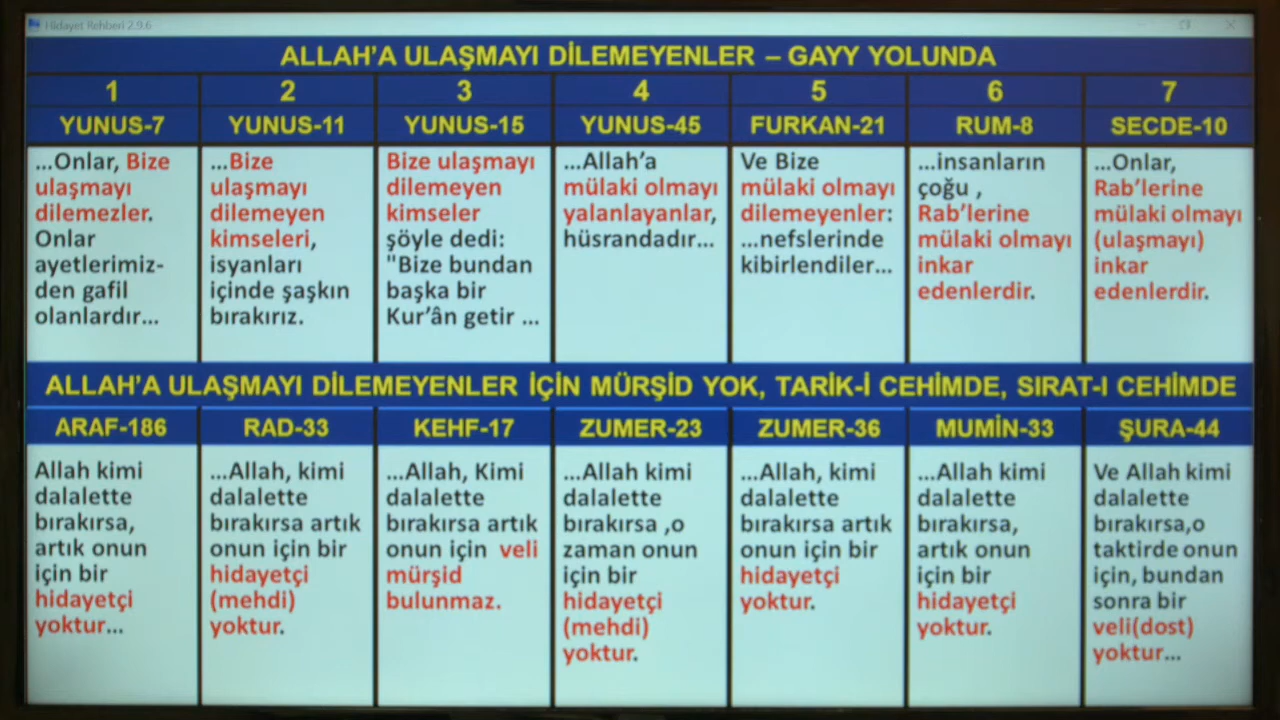 Hidayet Rehberi 2.9.6
ALLAH’A ULAŞMAYI DİLEMEYENLER – GAYY YOLUNDA
1
2
3
4
5
6
7
YUNUS-7
YUNUS-11
YUNUS-15
YUNUS-45
FURKAN-21
RUM-8
SECDE-10
...Onlar, Bize
ulaşmayı
dilemezler.
Onlar
ayetlerimiz-
den gafil
olanlardır...
...Bize
ulaşmayı
dilemeyen
kimseleri,
isyanları
içinde şaşkın
bırakırız.
Bize ulaşmayı
dilemeyen
kimseler
şöyle dedi:
"Bize bundan
başka bir
Kur’ân getir ...
...Allah’a
mülaki olmayı
yalanlayanlar,
hüsrandadır...
Ve Bize
mülaki olmayı
dilemeyenler:
...nefslerinde
kibirlendiler...
...insanların
çoğu ,
Rab’lerine
mülaki olmayı
inkar
edenlerdir.
...Onlar,
Rab’lerine
mülaki olmayı
(ulaşmayı)
inkar
edenlerdir.
ALLAH’A ULAŞMAYI DİLEMEYENLER İÇİN MÜRŞİD YOK, TARİK-İ CEHİMDE, SIRAT-I CEHİMDE
ARAF-186
RAD-33
KEHF-17
ZUMER-23
ZUMER-36
MUMİN-33
ŞURA-44
Allah kimi
dalalette
bırakırsa,
artık onun
için bir
hidayetçi
yoktur...
...Allah, kimi
dalalette
bırakırsa artık
onun için bir
hidayetçi
(mehdi)
yoktur.
...Allah, Kimi
dalalette
bırakırsa artık
onun için veli
mürşid
bulunmaz.
...Allah kimi
dalalette
bırakırsa ,o
zaman onun
için bir
hidayetçi
(mehdi)
yoktur.
...Allah, kimi
dalalette
bırakırsa artık
onun için bir
hidayetçi
yoktur.
...Allah kimi
dalalette
bırakırsa,
artık onun
için bir
hidayetçi
yoktur.
Ve Allah kimi
dalalette
bırakırsa,o
taktirde onun
için, bundan
sonra bir
veli(dost)
yoktur...